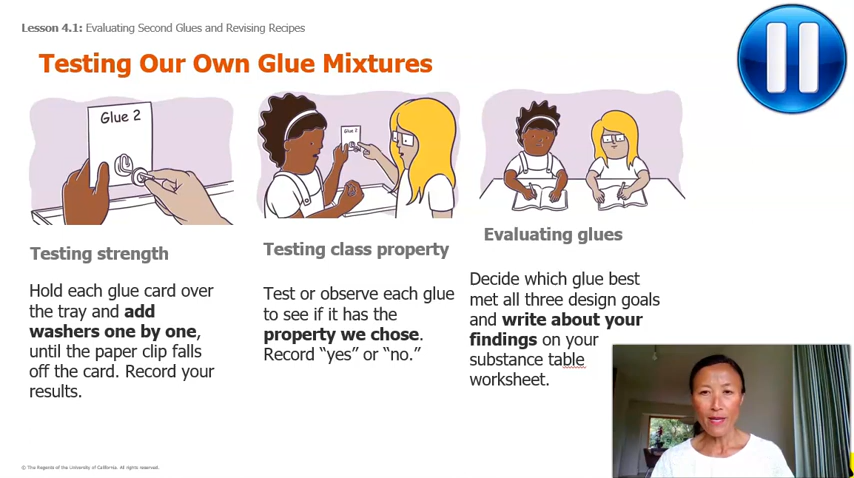 Lesson 4.1: Evaluating Second Glues and Revising Recipes
Testing Our Own Glue Mixtures
Glue 2
Glue 2
Testing strength
Hold each glue card over
the tray and add
washers one by one,
until the paper clip falls
off the card. Record your
results.
Testing class property
Test or observe each glue
to see if it has the
property we chose.
Record “yes” or “no.”
Evaluating glues
Decide which glue best
met all three design goals
and write about your
findings on your
substance table
worksheet.
© The Regents of the University of California. All rights reserved.